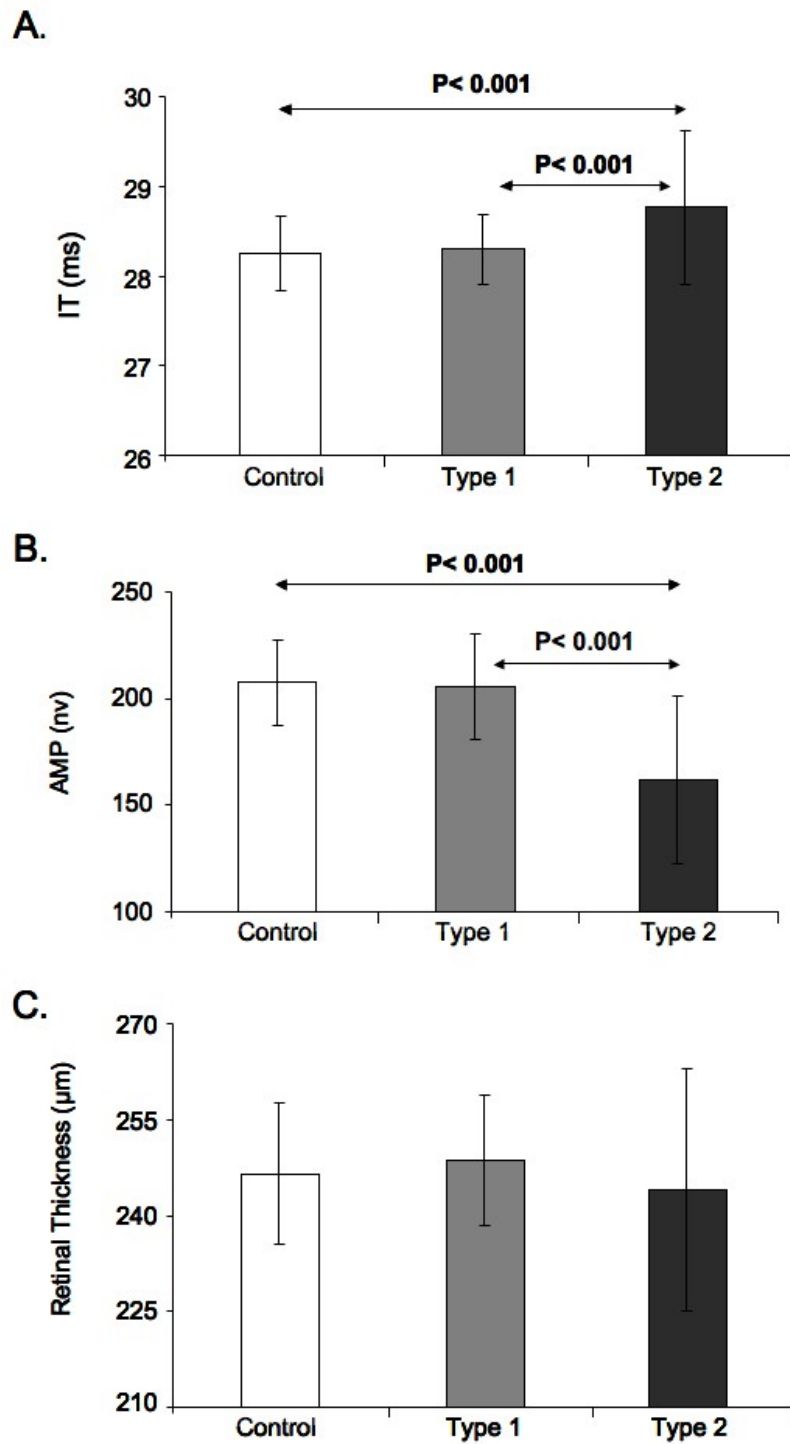 A.
P< 0.001
P< 0.001
30
29
28
27
26
IT (ms)
Control Type 1 Type 2
B.
P< 0.001
P< 0.001
250
200
150
100
AMP (nv)
Control Type 1 Type 2
C.
270
255
240
225
210
Retinal Thickness (µm)
Control Type 1 Type 2